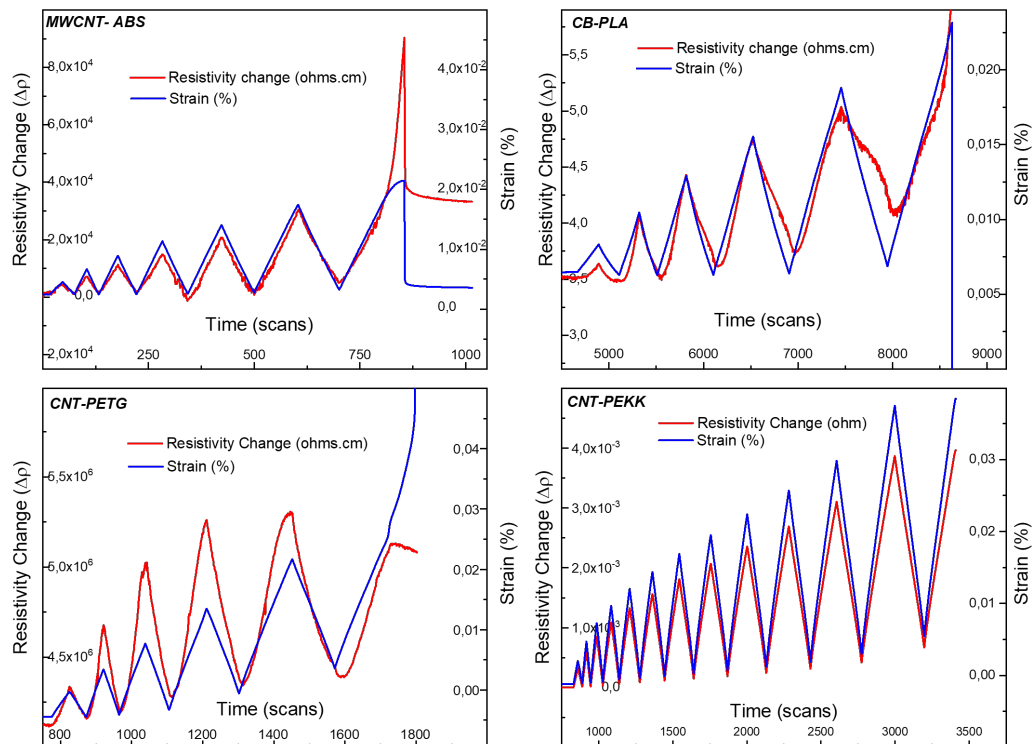 MWCNT- ABS
Resistivity change (ohms.cm)
Strain (%)
Resistivity Change (Δρ)
8,0x10⁴
6,0x10⁴
4,0x10⁴
2,0x10⁴
0,0
2,0x10⁴
4,0x10⁻²
3,0x10⁻²
2,0x10⁻²
1,0x10⁻²
0,0
Strain (%)
Time (scans)
250 500 750 1000
CB-PLA
Resistivity change (ohms.cm)
Strain (%)
Resistivity Change (Δρ)
5,5
5,0
4,5
4,0
3,5
3,0
0,020
0,015
0,010
0,005
Strain (%)
Time (scans)
5000 6000 7000 8000 9000
CNT-PETG
Resistivity Change (ohms.cm)
Strain (%)
Resistivity Change (Δρ)
6,5x10⁶
5,0x10⁶
4,5x10⁶
0,04
0,03
0,02
0,01
0,00
Strain (%)
Time (scans)
800 1000 1200 1400 1600 1800
CNT-PEKK
Resistivity Change (ohm)
Strain (%)
Resistivity Change (Δρ)
4,0x10⁻³
3,0x10⁻³
2,0x10⁻³
1,0x10⁻³
0,0
0,03
0,02
0,01
0,00
Strain (%)
Time (scans)
1000 1500 2000 2500 3000 3500